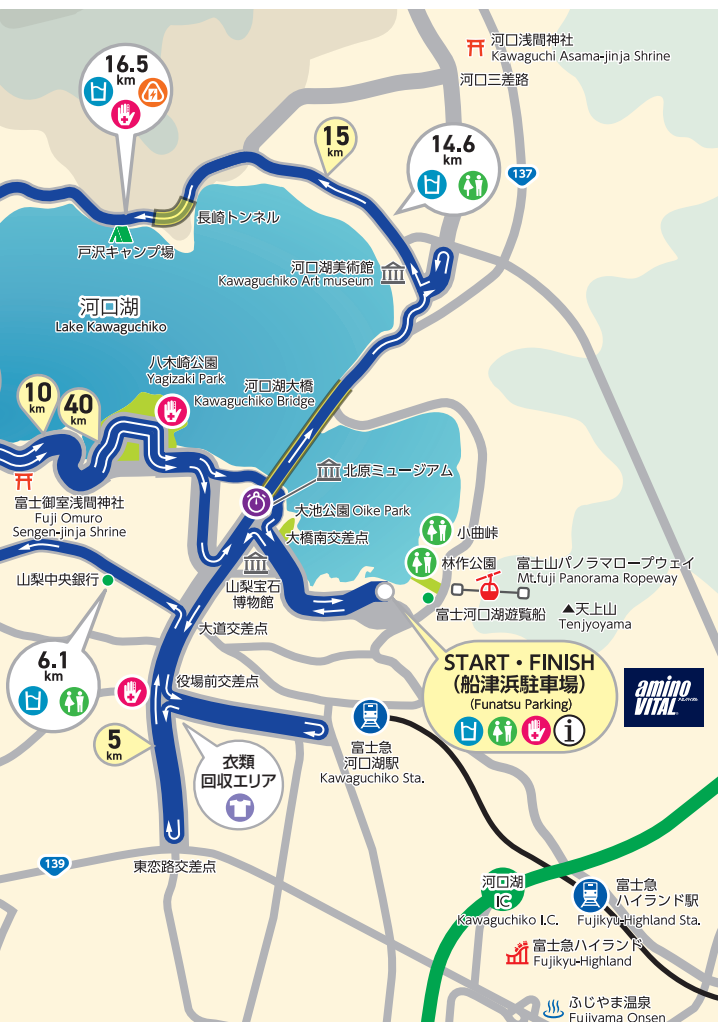 河口浅間神社
Kawaguchi Asama-jinja Shrine
河口三差路
16.5
km
15
km
14.6
km
137
長崎トンネル
戸沢キャンプ場
河口湖美術館
Kawaguchiko Art museum
河口湖
Lake Kawaguchiko
八木崎公園
Yagizaki Park
河口湖大橋
Kawaguchiko Bridge
10
km
40
km
北原ミュージアム
富士御室浅間神社
Fuji Omuro
Sengen-jinja Shrine
大池公園 Oike Park
大橋南交差点
小曲峠
林作公園
富士山パノラマロープウェイ
Mt.fuji Panorama Ropeway
山梨中央銀行
山梨宝石
博物館
富士河口湖遊覧船
▲天上山
Tenjyoyama
大道交差点
6.1
km
役場前交差点
START・FINISH
(船津浜駐車場)
(Funatsu Parking)
i
amino
VITAL
5
km
衣類
回収エリア
富士急
河口湖駅
Kawaguchiko Sta.
139
東恋路交差点
河口湖
IC
Kawaguchiko I.C.
富士急
ハイランド駅
Fujikyu-Highland Sta.
富士急ハイランド
Fujikyu-Highland
ふじやま温泉
Fujiyama Onsen